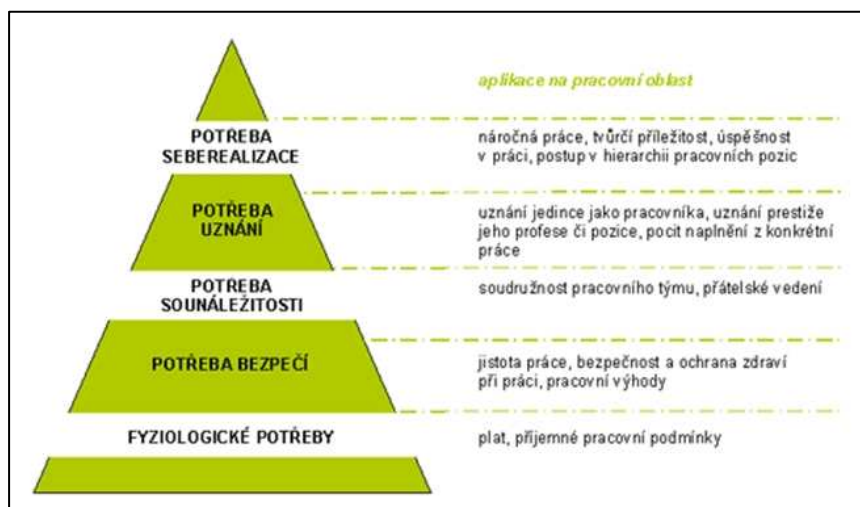 aplikace na pracovní oblast
POTŘEBA
SEBEREALIZACE
náročná práce, tvůrčí příležitost, úspěšnost
v práci, postup v hierarchii pracovních pozic
POTŘEBA
UZNÁNÍ
uznání jedince jako pracovníka, uznání prestiže
jeho profese či pozice, pocit naplnění z konkrétní
práce
POTŘEBA
SOUNÁLEŽITOSTI
soudružnost pracovního týmu, přátelské vedení
POTŘEBA BEZPEČÍ
jistota práce, bezpečnost a ochrana zdraví
při práci, pracovní výhody
FYZIOLOGICKÉ POTŘEBY
plat, příjemné pracovní podmínky